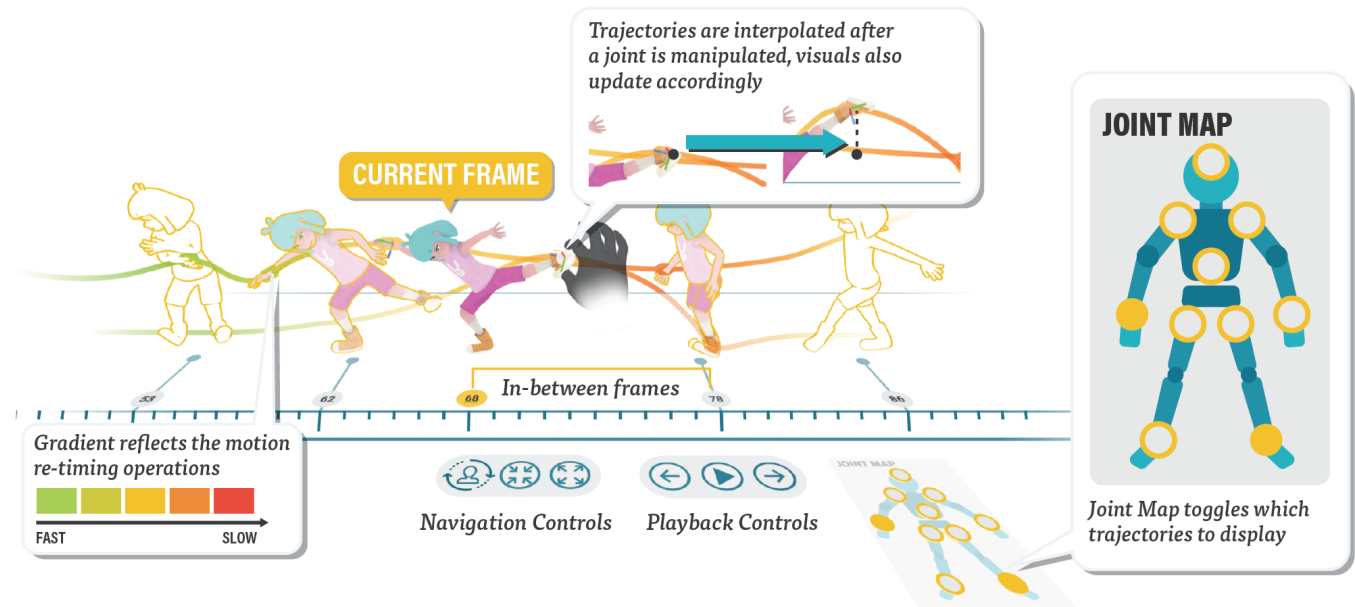 Trajectories are interpolated after
a joint is manipulated, visuals also
update accordingly
CURRENT FRAME
JOINT MAP
53
62
68
In-between frames
78
86
Gradient reflects the motion
re-timing operations
FAST
SLOW
Navigation Controls
Playback Controls
JOINT MAP
Joint Map toggles which
trajectories to display